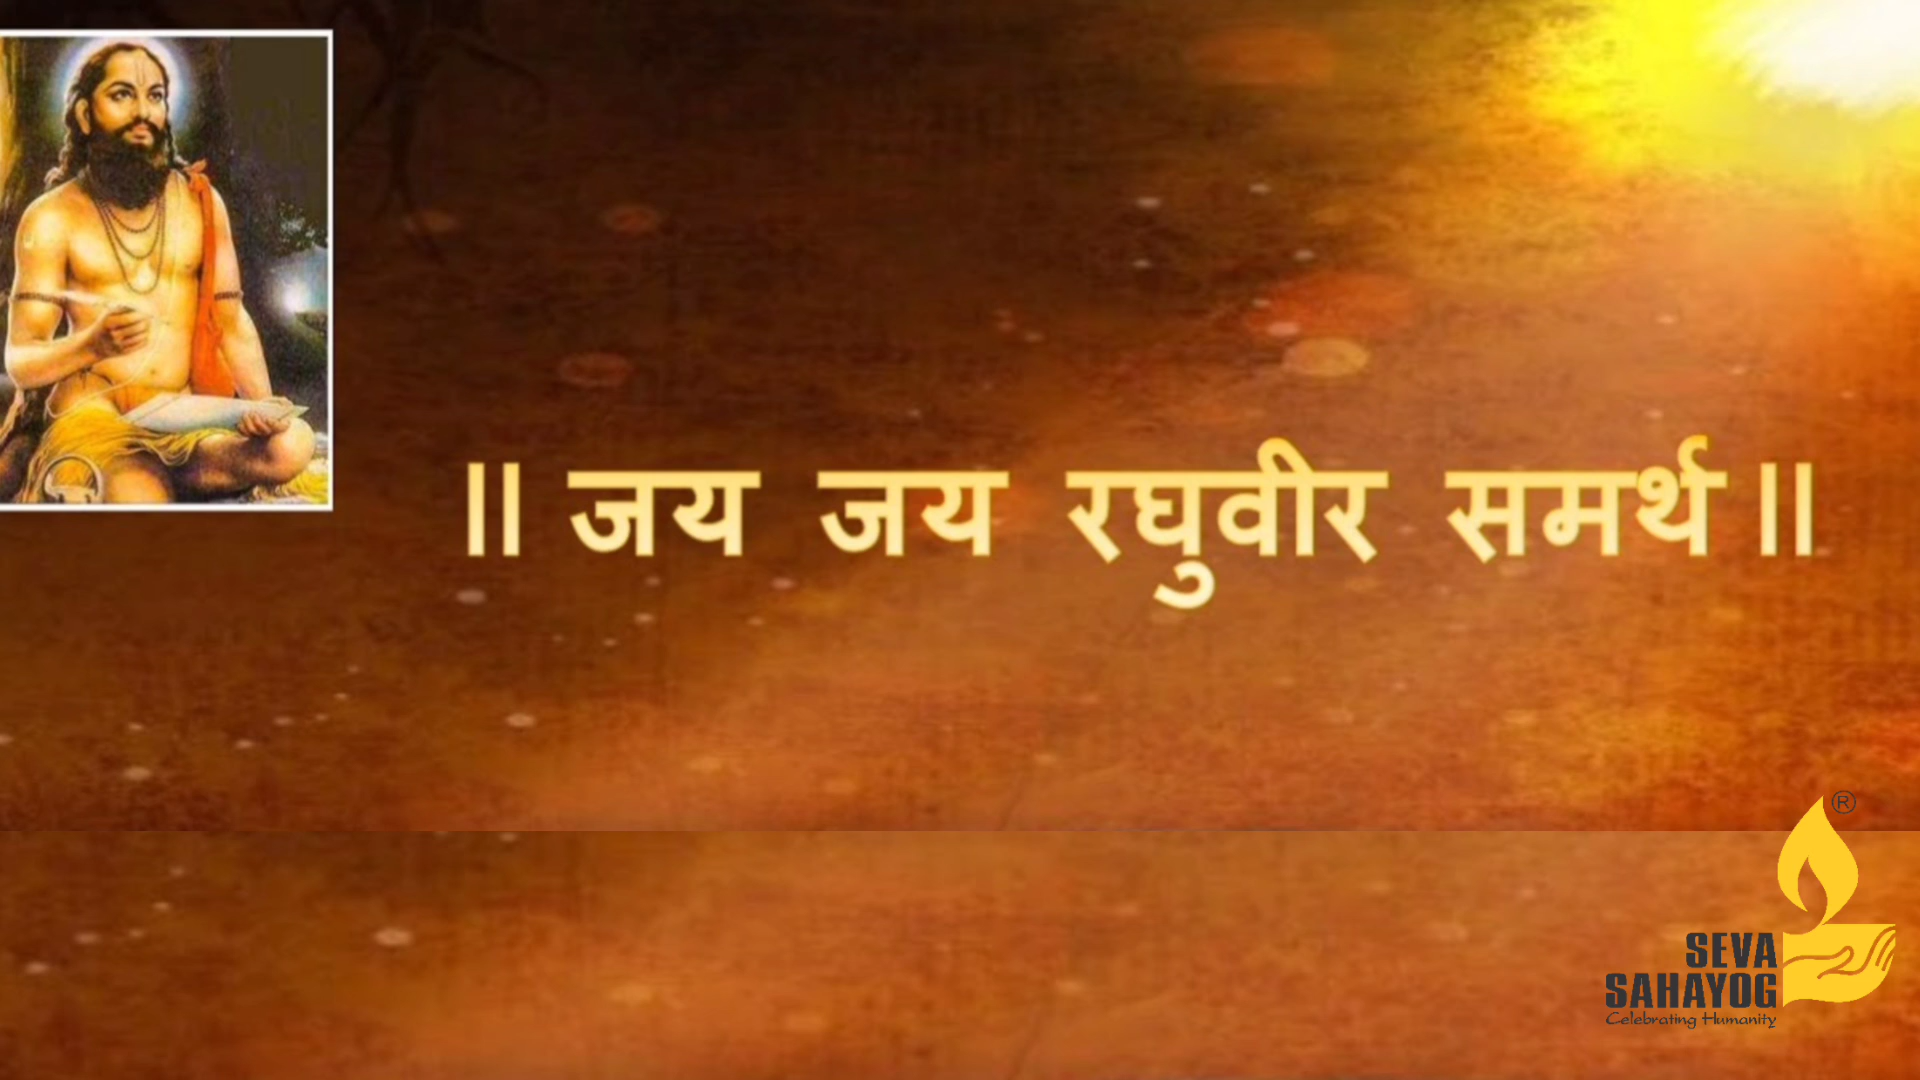 ॥ जय जय रघुवीर समर्थ ॥
®
SEVA
SAHAYOG
Celebrating Humanity